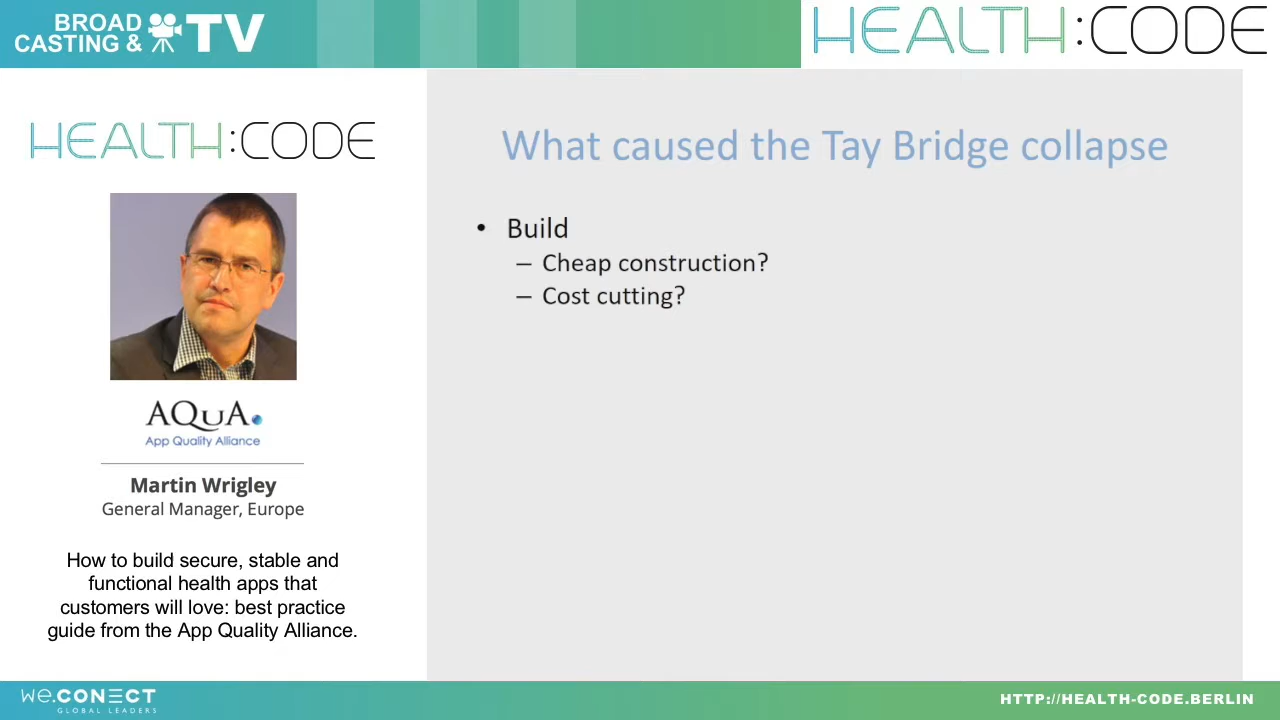 BROAD
CASTING & TV
HEALTH:CODE
HEALTH:CODE
AQuA.
App Quality Alliance
Martin Wrigley
General Manager, Europe
How to build secure, stable and
functional health apps that
customers will love: best practice
guide from the App Quality Alliance.
What caused the Tay Bridge collapse
• Build
– Cheap construction?
– Cost cutting?
we.CONECT
GLOBAL LEADERS
HTTP://HEALTH-CODE.BERLIN